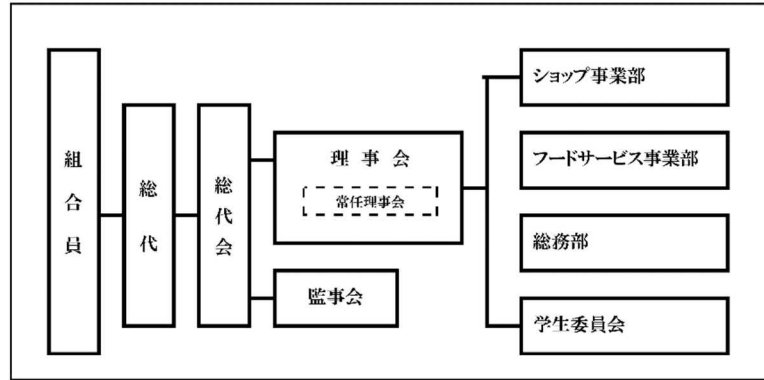 組合員
総代
総代会
理事会
常任理事会
監事会
ショップ事業部
フードサービス事業部
総務部
学生委員会